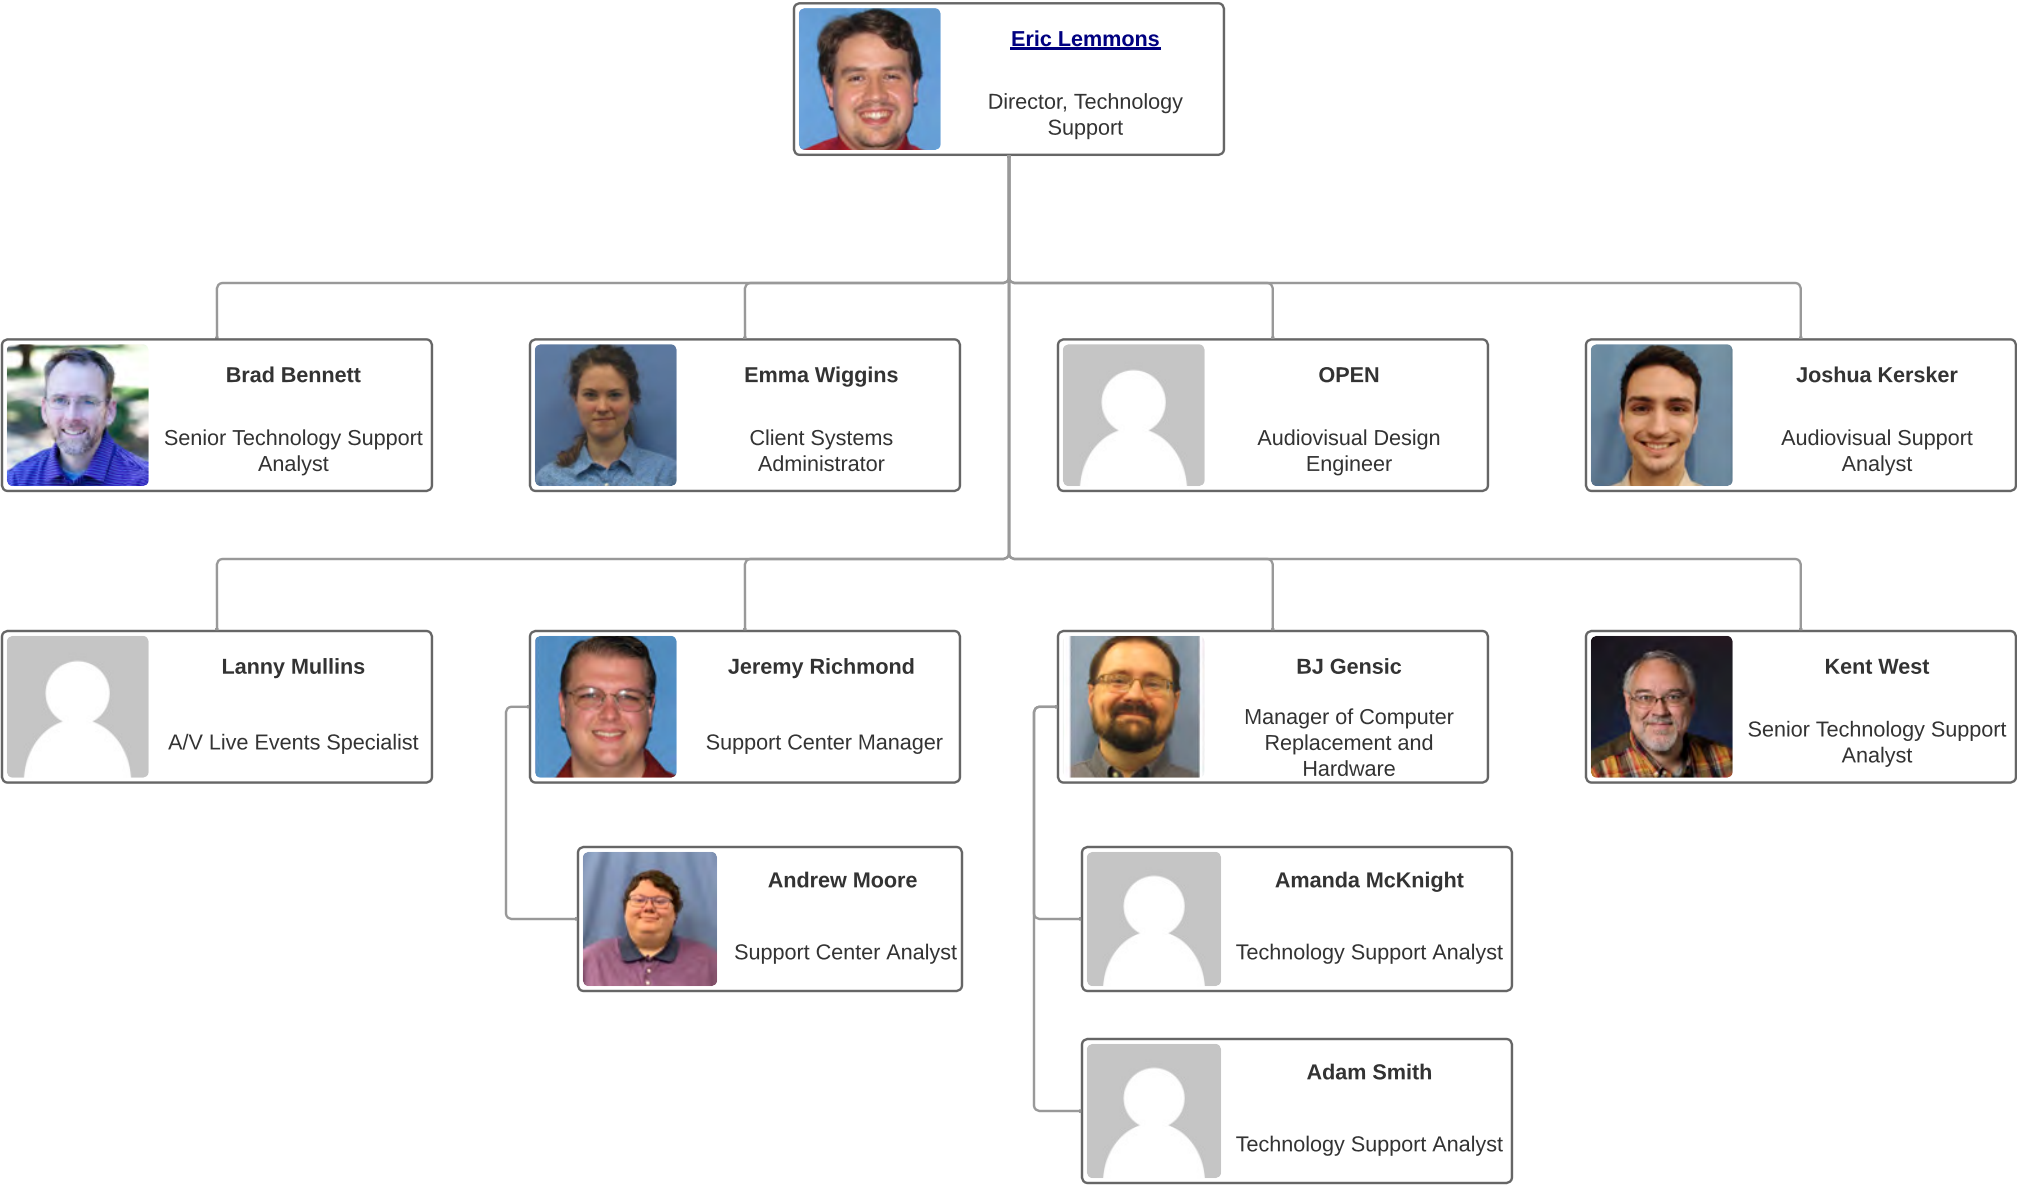 Eric Lemmons
Director, Technology
Support
Brad Bennett
Senior Technology Support
Analyst
Emma Wiggins
Client Systems
Administrator
OPEN
Audiovisual Design
Engineer
Joshua Kersker
Audiovisual Support
Analyst
Lanny Mullins
A/V Live Events Specialist
Jeremy Richmond
Support Center Manager
BJ Gensic
Manager of Computer
Replacement and
Hardware
Kent West
Senior Technology Support
Analyst
Andrew Moore
Support Center Analyst
Amanda McKnight
Technology Support Analyst
Adam Smith
Technology Support Analyst